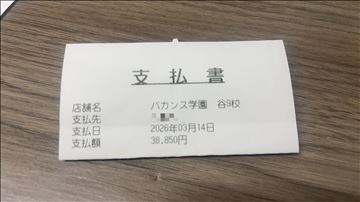 支払書
店舗名 バカンス学園 谷9校
支払先
支払日 2026年03月14日
支払額 38,850円